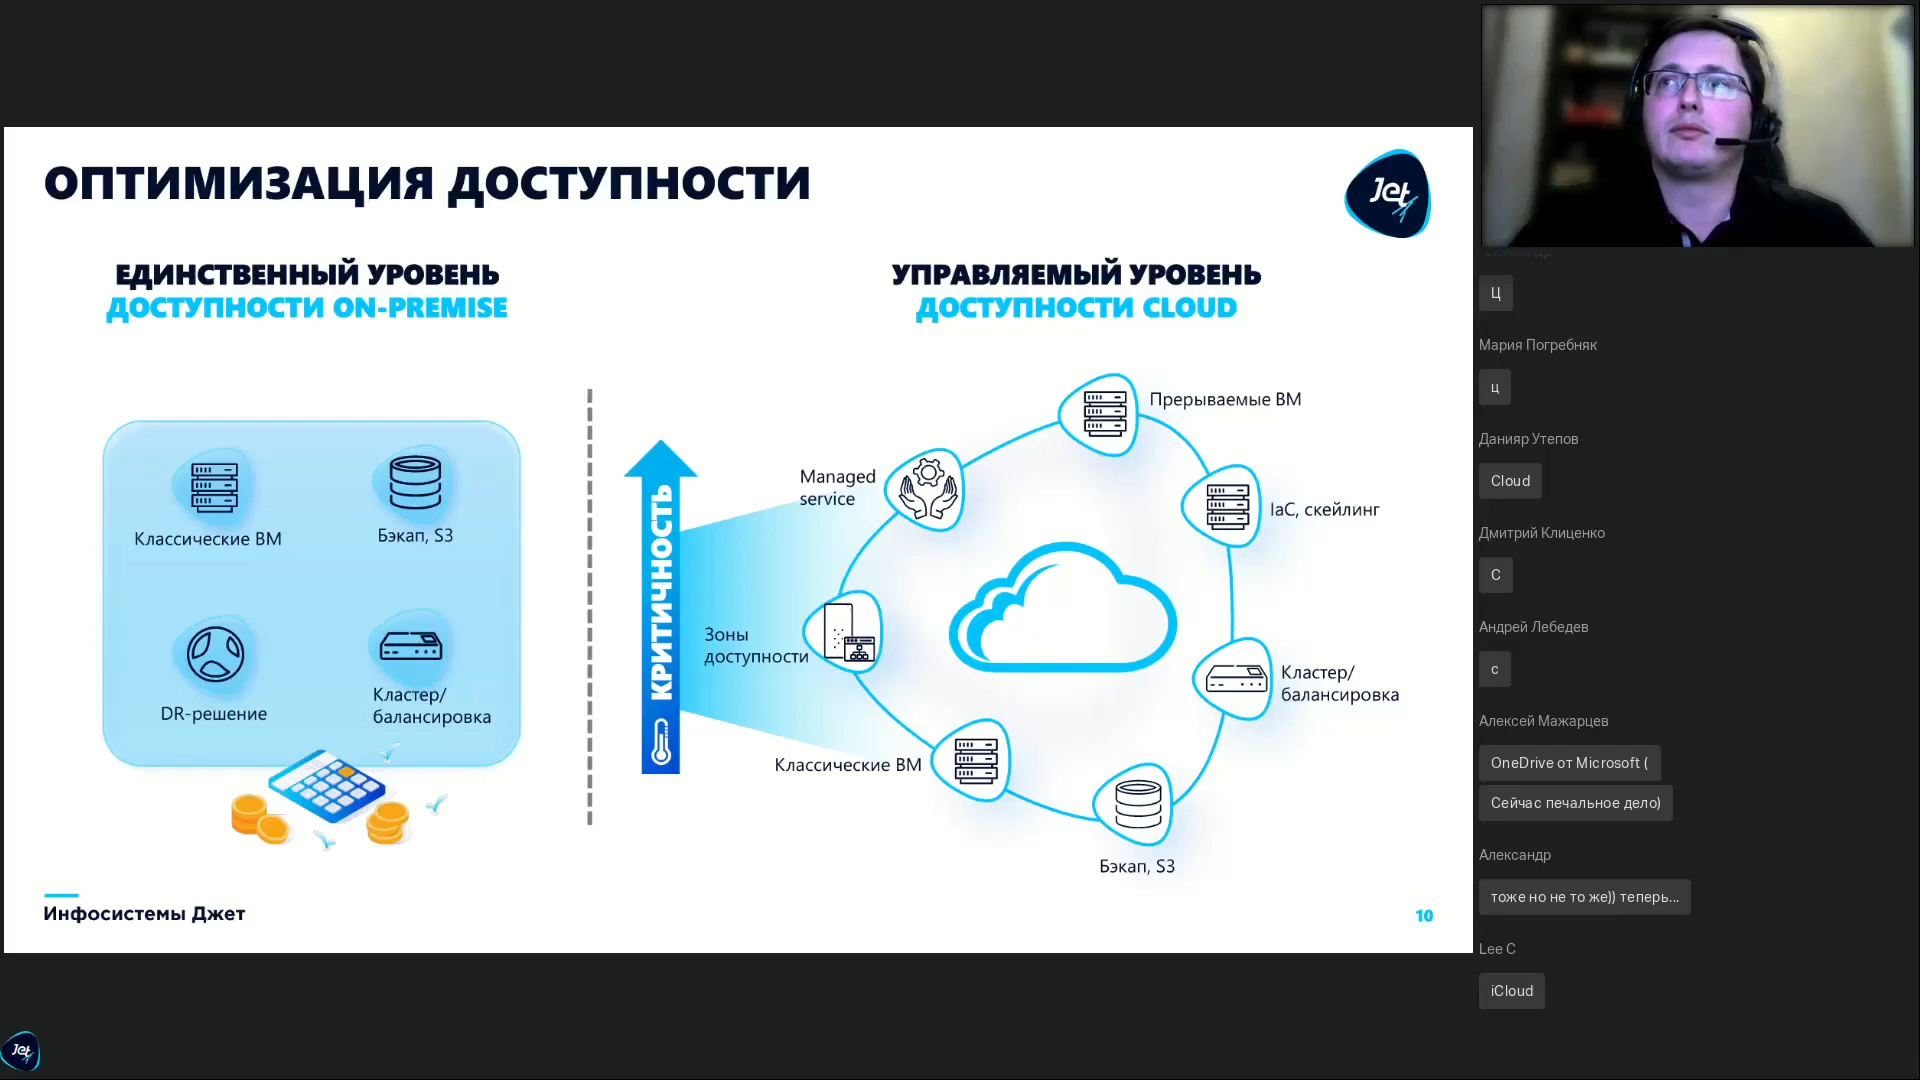 ОПТИМИЗАЦИЯ ДОСТУПНОСТИ
Jet
ЕДИНСТВЕННЫЙ УРОВЕНЬ
ДОСТУПНОСТИ ON-PREMISE
Классические ВМ
Бэкап, S3
DR-решение
Кластер/
балансировка
УПРАВЛЯЕМЫЙ УРОВЕНЬ
ДОСТУПНОСТИ CLOUD
КРИТИЧНОСТЬ
Прерываемые ВМ
Managed
service
IaC, скейлинг
Зоны
доступности
Кластер/
балансировка
Классические ВМ
Бэкап, S3
Инфосистемы Джет
10
Jet
Ц
Мария Погребняк
ц
Данияр Утепов
Cloud
Дмитрий Клиценко
С
Андрей Лебедев
с
Алексей Мажарцев
OneDrive от Microsoft (
Сейчас печальное дело)
Александр
тоже но не то же)) теперь...
Lee C
iCloud